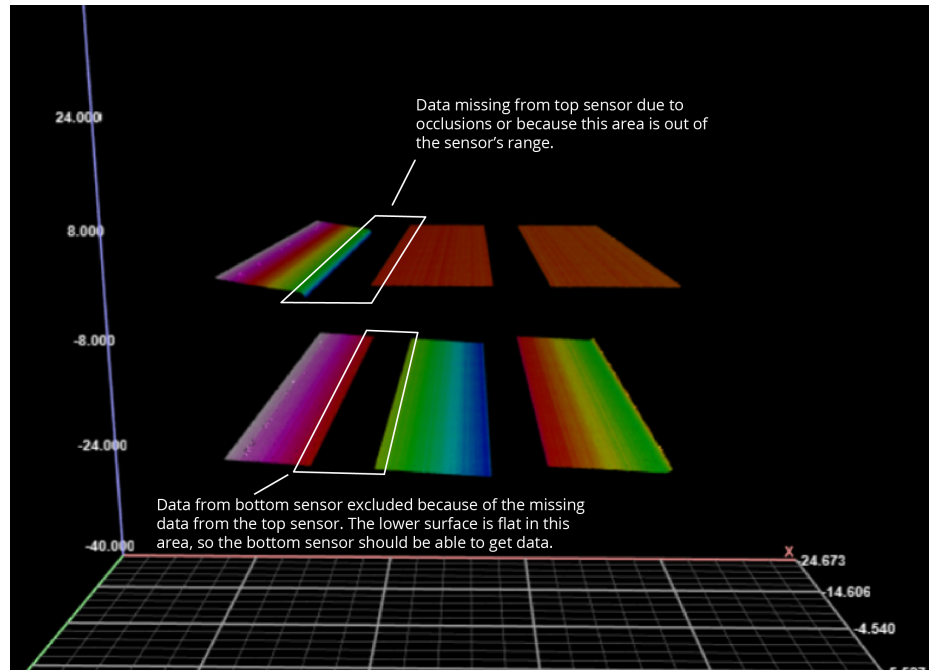 Data missing from top sensor due to
occlusions or because this area is out of
the sensor's range.
24.000
8.000
-8.000
-24.000
Data from bottom sensor excluded because of the missing
data from the top sensor. The lower surface is flat in this
area, so the bottom sensor should be able to get data.
-40.000
X
-24.673
-14.606
-4.540